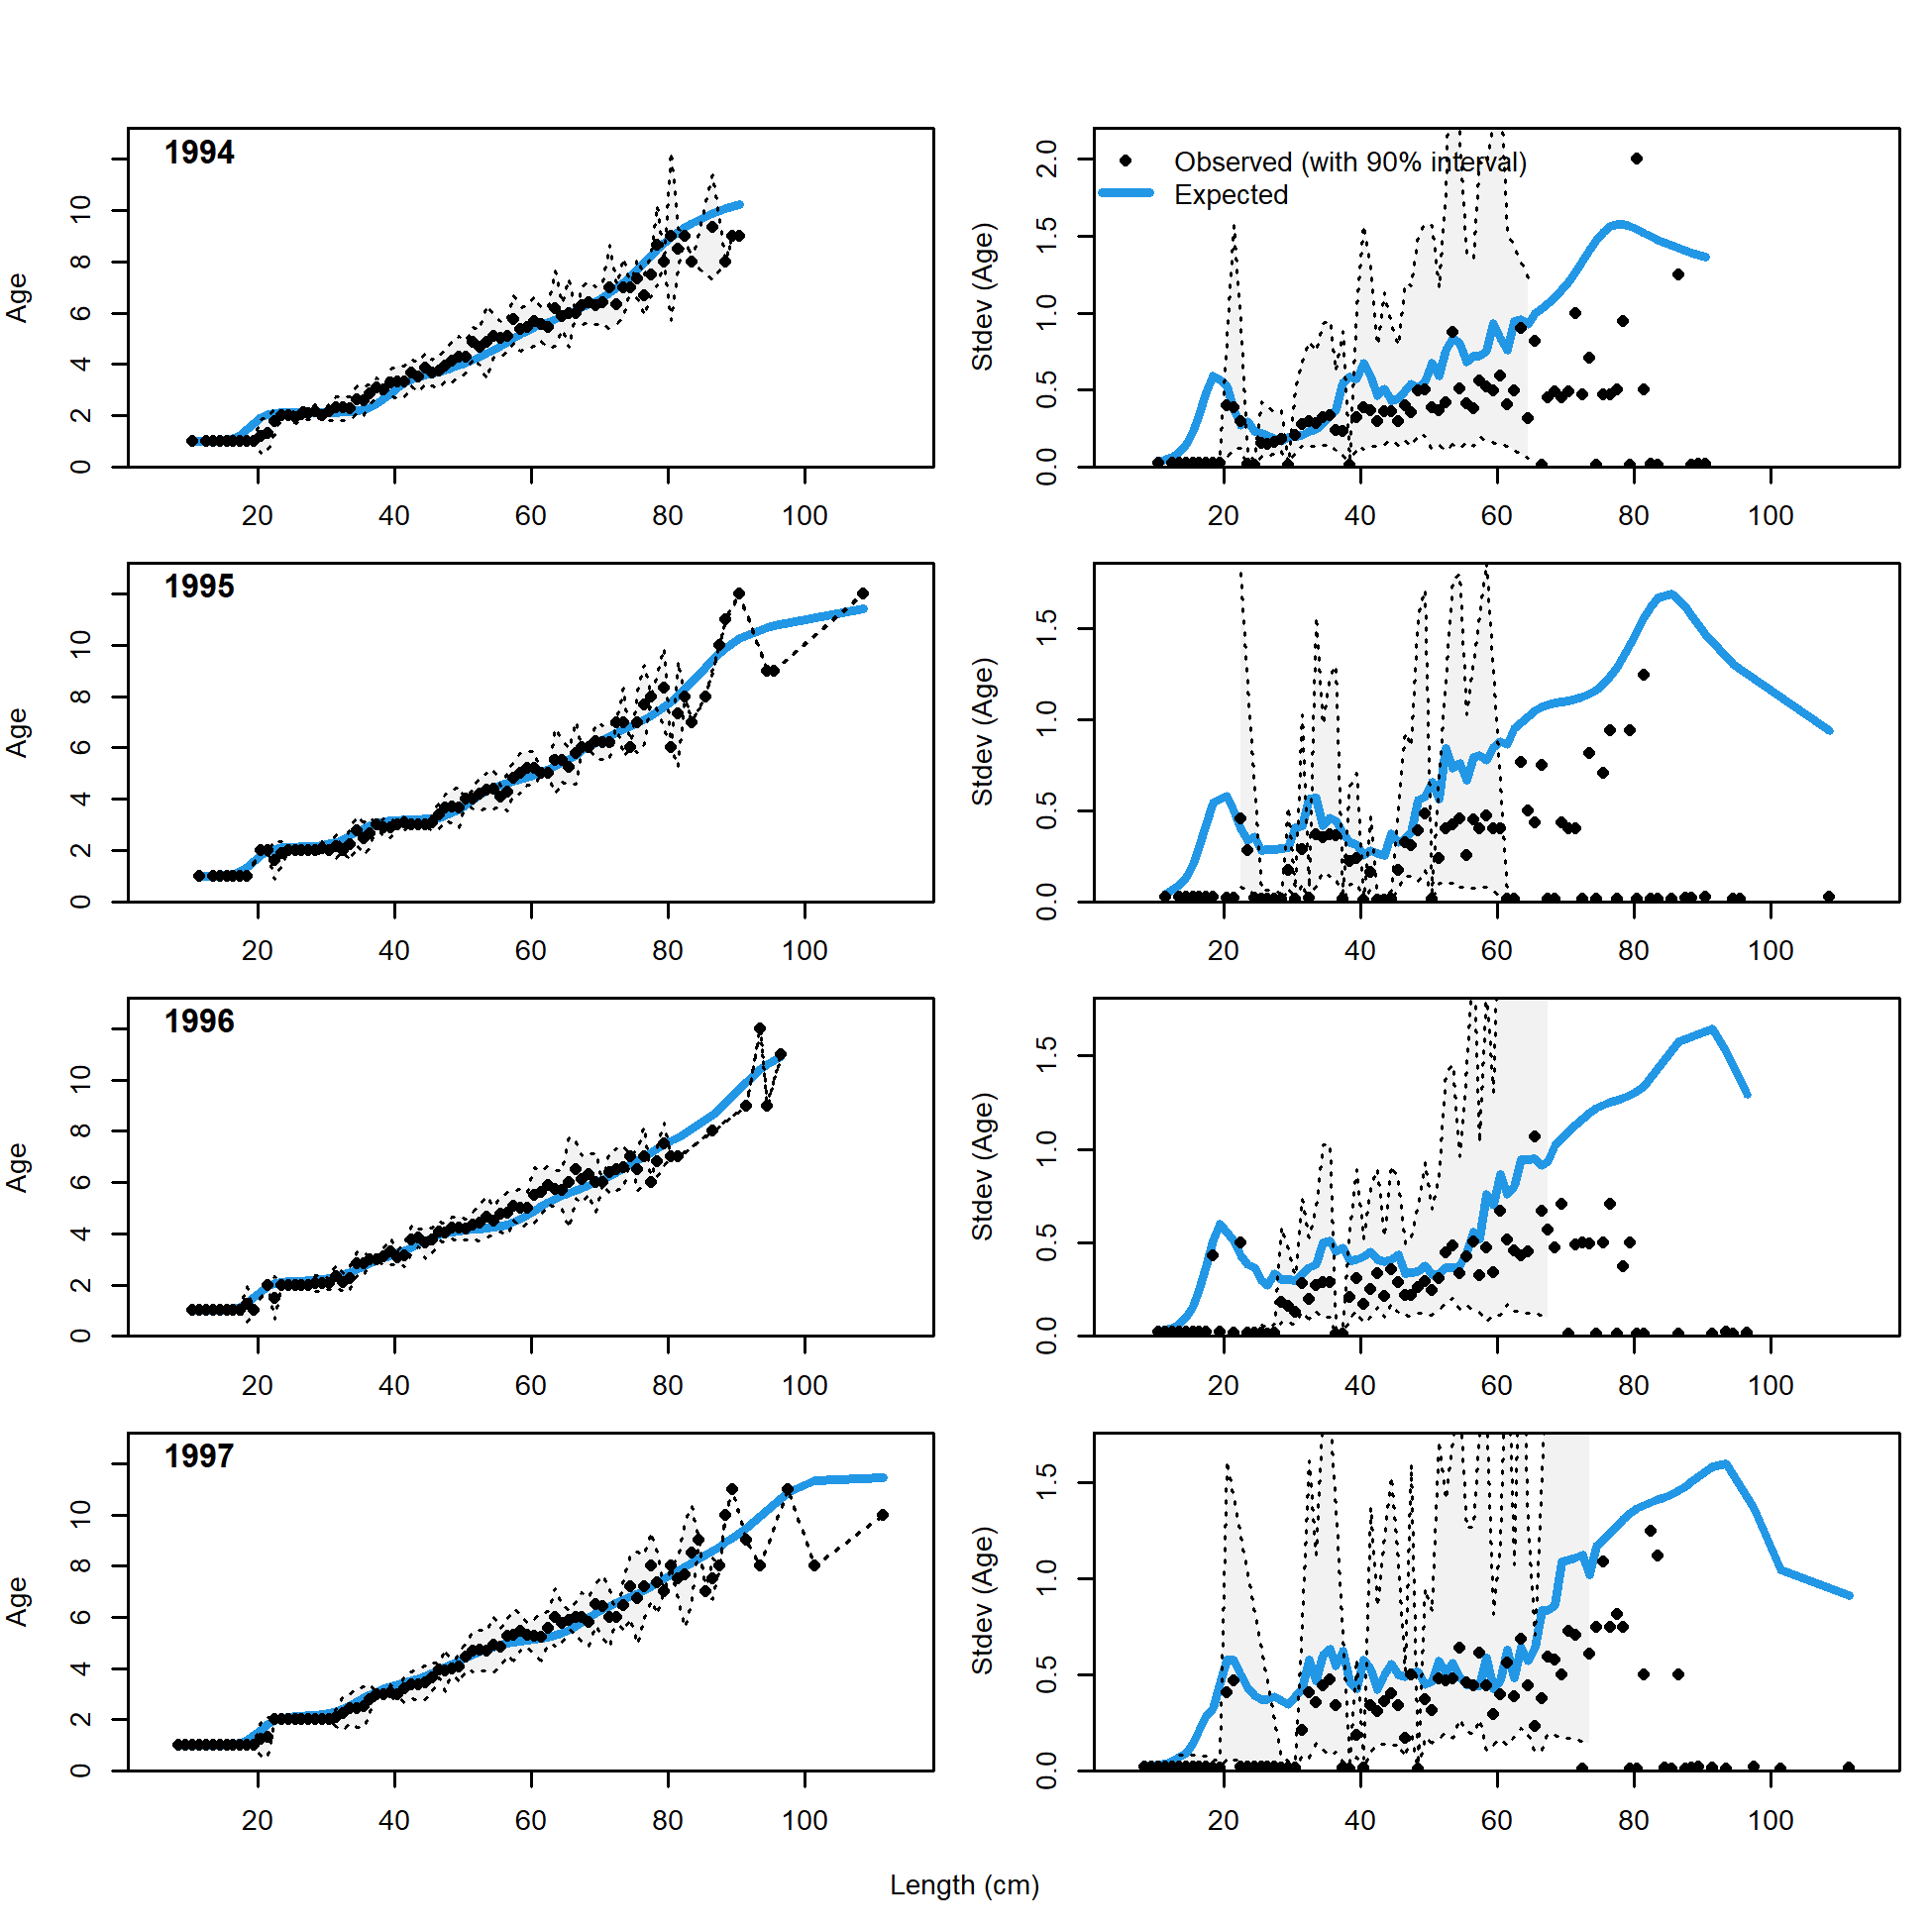 1994
Age
0 2 4 6 8 10
20 40 60 80 100
Observed (with 90% interval)
Expected
Stdev (Age)
0.0 0.5 1.0 1.5 2.0
20 40 60 80 100
1995
Age
0 2 4 6 8 10
20 40 60 80 100
Stdev (Age)
0.0 0.5 1.0 1.5
20 40 60 80 100
1996
Age
0 2 4 6 8 10
20 40 60 80 100
Stdev (Age)
0.0 0.5 1.0 1.5
20 40 60 80 100
1997
Age
0 2 4 6 8 10
20 40 60 80 100
Stdev (Age)
0.0 0.5 1.0 1.5
20 40 60 80 100
Length (cm)